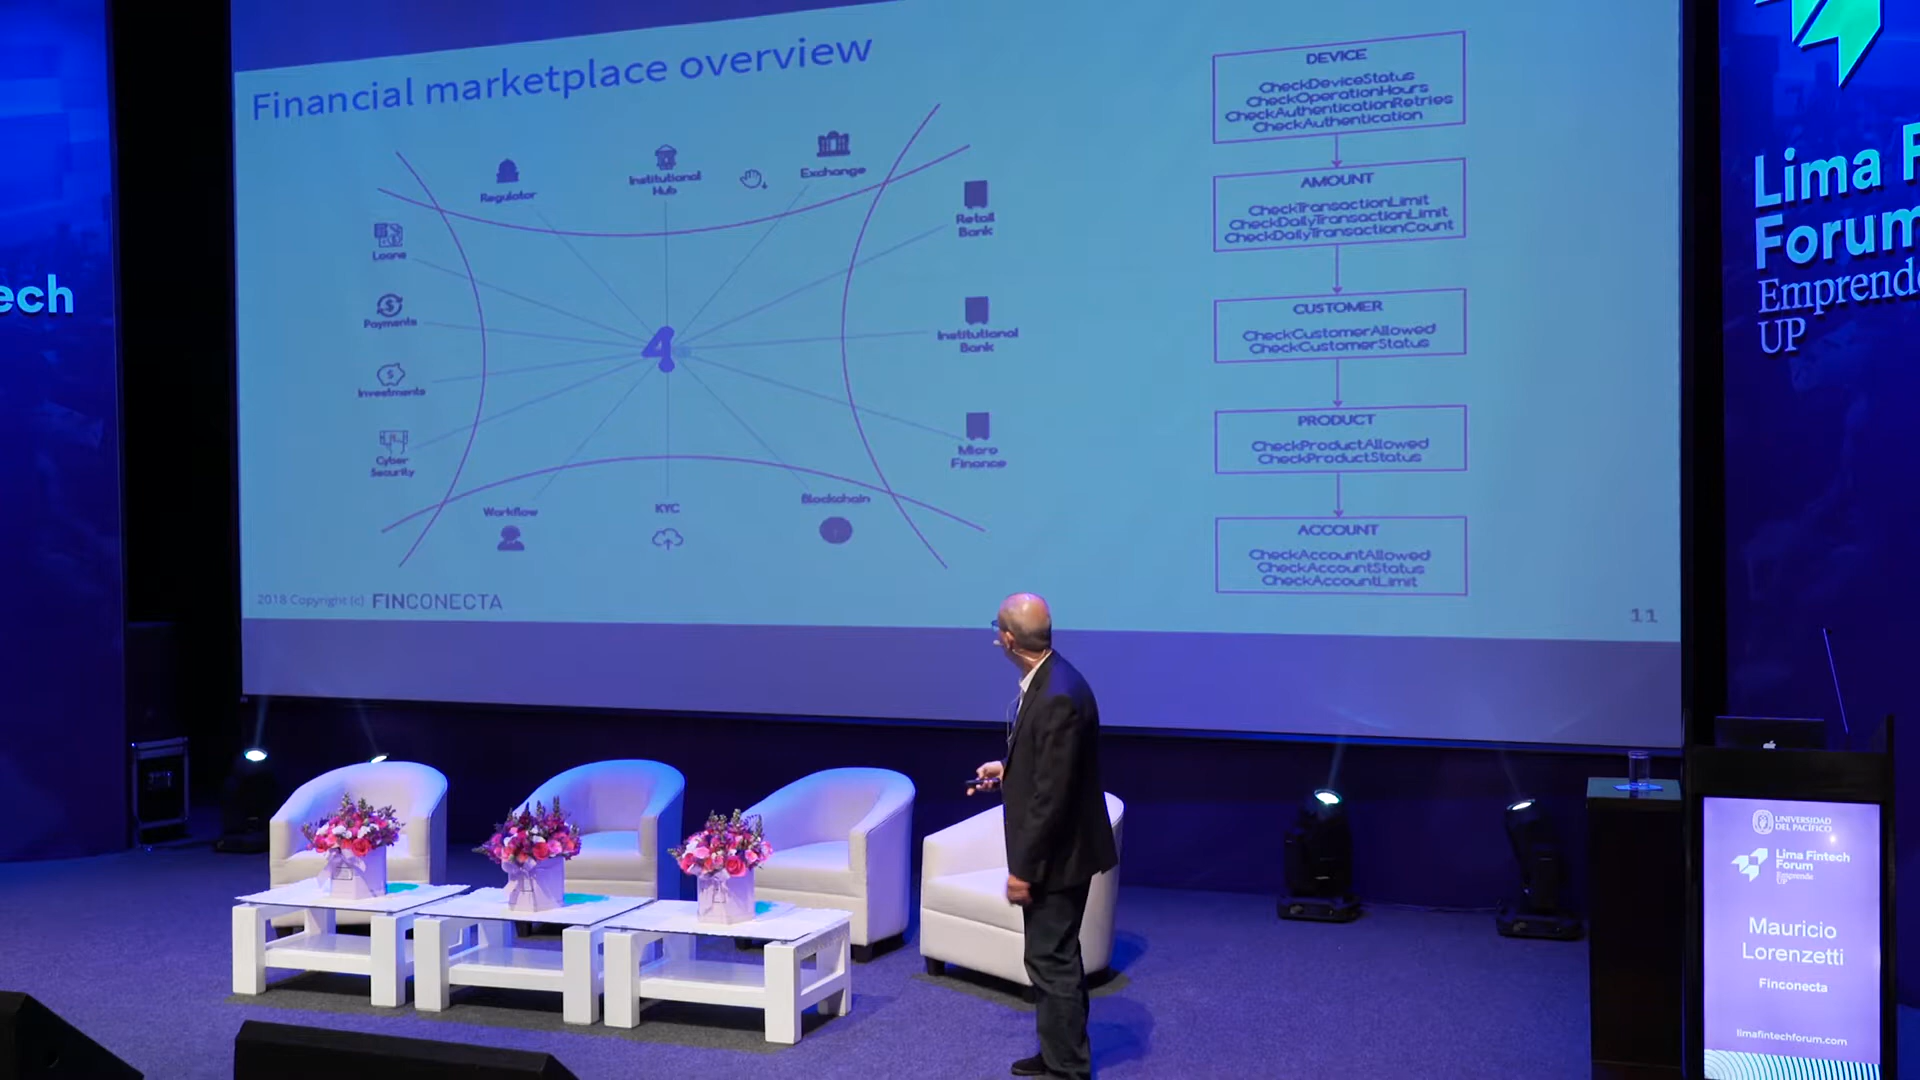 Financial marketplace overview
Regulator
Institutional
Hub
Exchange
Loans
Payments
Investments
Cyber
Security
Retail
Bank
Institutional
Bank
Micro
Finance
Workflow
KYC
Blockchain
2018 Copyright (c) FINCONECTA
DEVICE
CheckDeviceStatus
CheckOperationHours
CheckAuthenticationRetries
CheckAuthentication
AMOUNT
CheckTransactionLimit
CheckDailyTransactionLimit
CheckDailyTransactionCount
CUSTOMER
CheckCustomerAllowed
CheckCustomerStatus
PRODUCT
CheckProductAllowed
CheckProductStatus
ACCOUNT
CheckAccountAllowed
CheckAccountStatus
CheckAccountLimit
11
ech
Lima F
Forum
Emprende
UP
UNIVERSIDAD
DEL PACÍFICO
Lima Fintech
Forum
Emprende
UP
Mauricio
Lorenzetti
Finconecta
limafintechforum.com